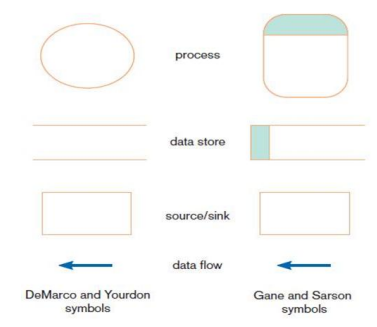 process
data store
source/sink
data flow
DeMarco and Yourdon
symbols
Gane and Sarson
symbols